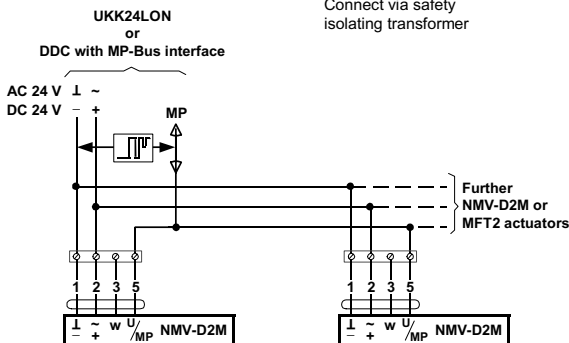 Connect via safety
isolating transformer
UKK24LON
or
DDC with MP-Bus interface
AC 24 V ⊥ ~
DC 24 V – +
MP
Further
NMV-D2M or
MFT2 actuators
1 2 3 5
1 2 3 5
⊥ ~ w U/MP NMV-D2M
– +
⊥ ~ w U/MP NMV-D2M
– +